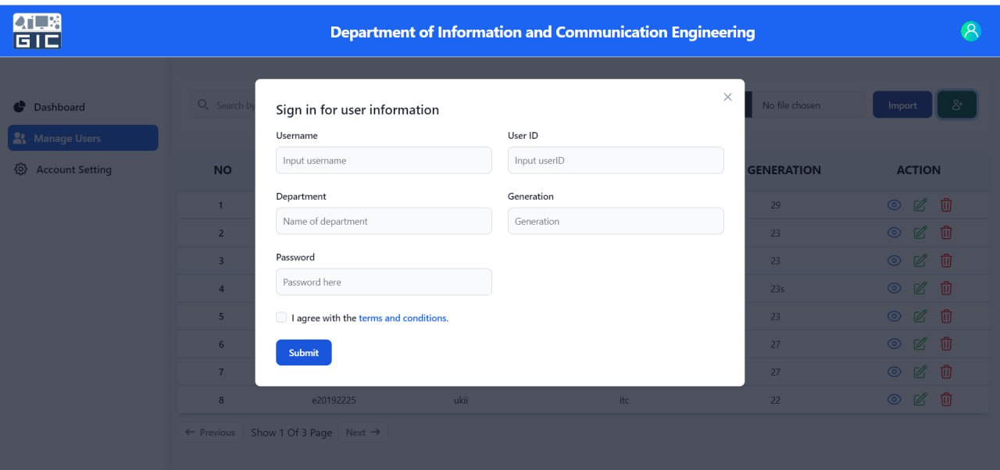 GIC
Department of Information and Communication Engineering
Dashboard
Manage Users
Account Setting
Search by
No file chosen
Import
Sign in for user information
Username
User ID
Input username
Input userID
Department
Generation
Name of department
Generation
Password
Password here
I agree with the terms and conditions.
Submit
NO GENERATION ACTION
1 29
2 23
3 23
4 23s
5 23
6 27
7 27
8 e20192225 ukii itc 22
Previous Show 1 Of 3 Page Next